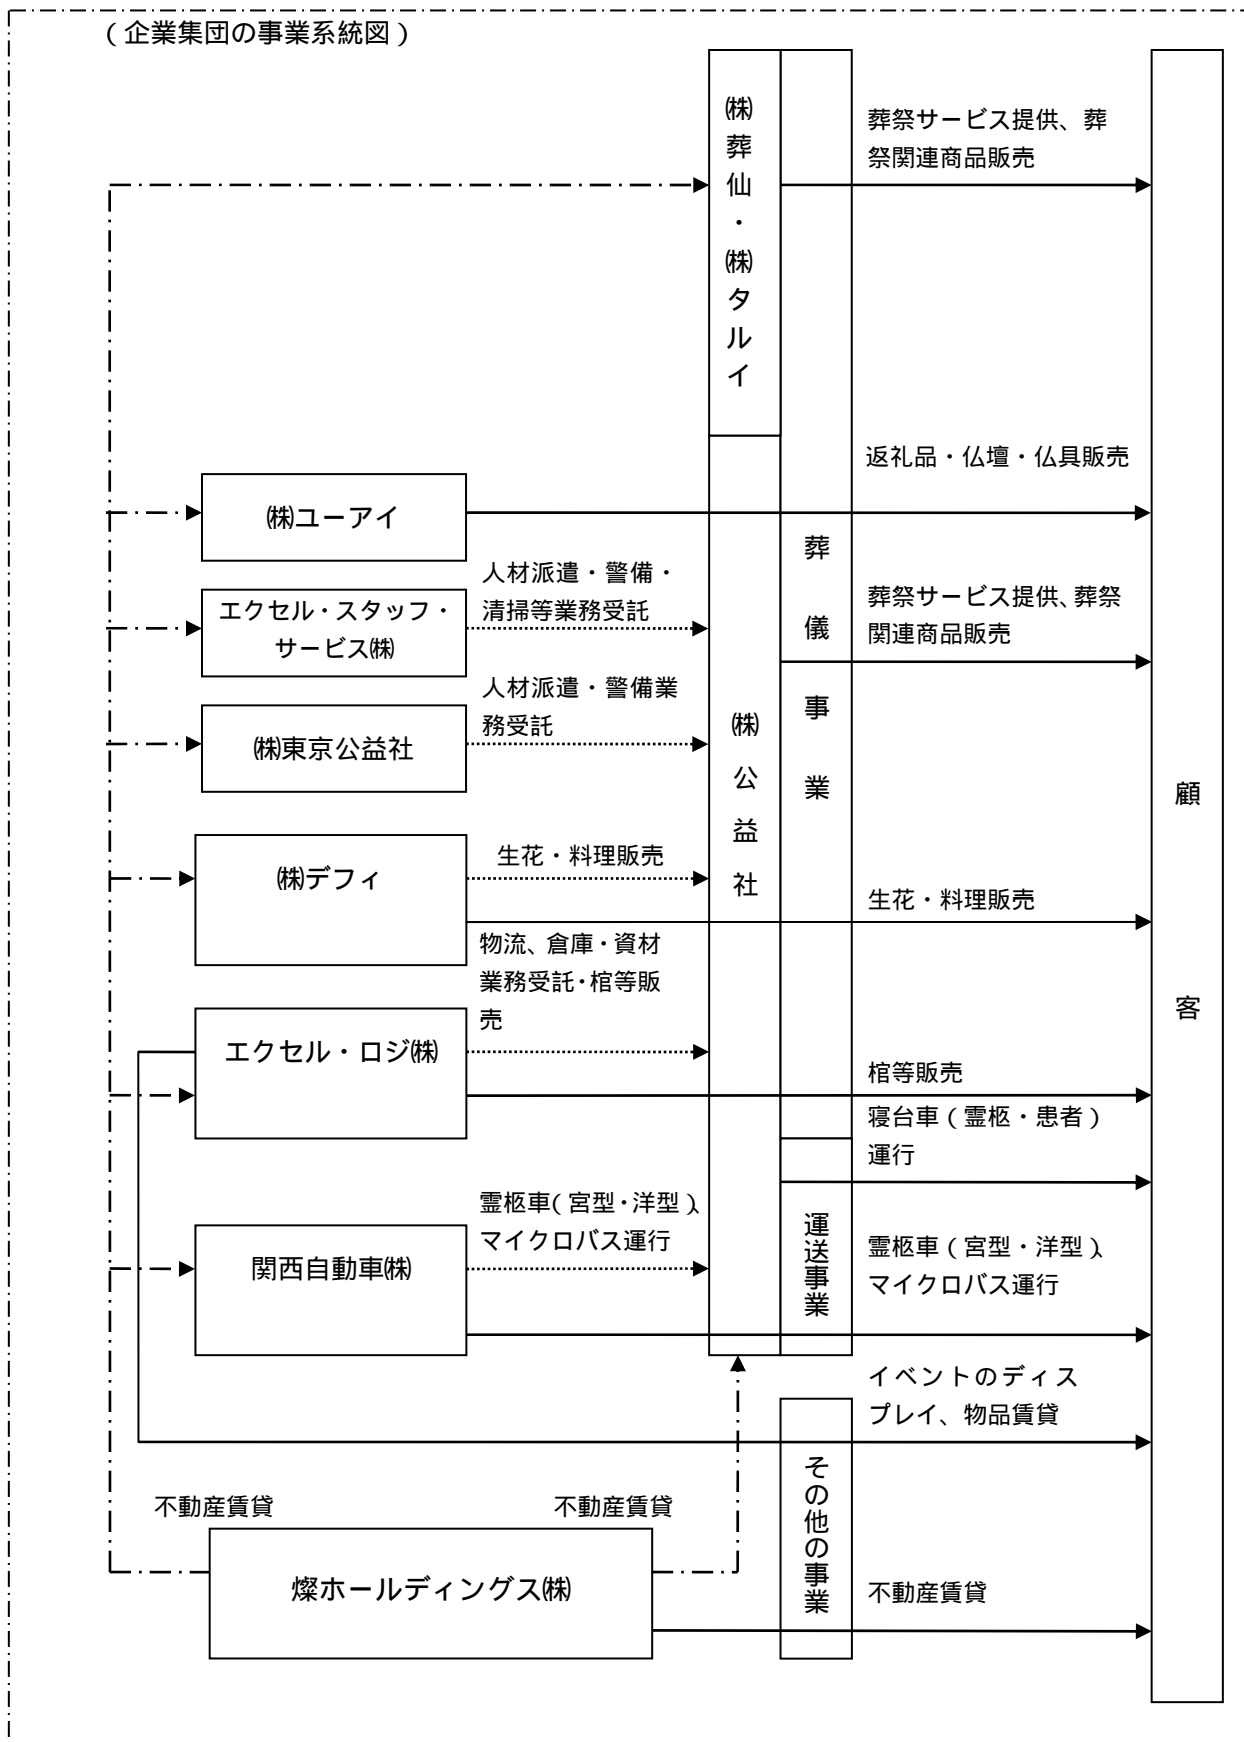 (企業集団の事業系統図)
㈱葬仙・㈱タルイ
葬祭サービス提供、葬
祭関連商品販売
返礼品・仏壇・仏具販売
㈱ユーアイ
葬儀事業
人材派遣・警備・
清掃等業務受託
エクセル・スタッフ・
サービス㈱
葬祭サービス提供、葬祭
関連商品販売
人材派遣・警備業
務受託
㈱東京公益社
㈱公益社
顧客
生花・料理販売
㈱デフィ
生花・料理販売
物流、倉庫・資材
業務受託・棺等販
売
エクセル・ロジ㈱
棺等販売
寝台車(霊柩・患者)
運行
霊柩車(宮型・洋型)、
マイクロバス運行
関西自動車㈱
運送事業
霊柩車(宮型・洋型)、
マイクロバス運行
イベントのディス
プレイ、物品賃貸
その他の事業
不動産賃貸
不動産賃貸
燦ホールディングス㈱
不動産賃貸